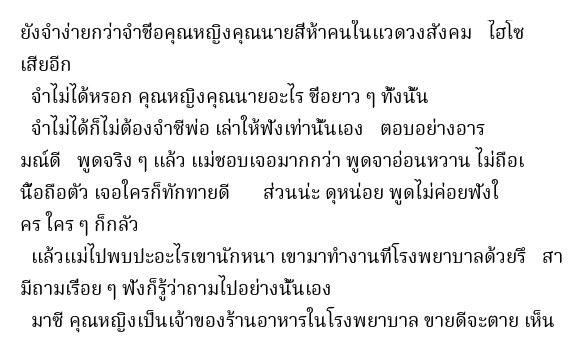 ยังจำง่ายกว่าจำชื่อคุณหญิงคุณนายสี่ห้าคนในแวดวงสังคม ไฮโซ
เสียอีก
จำไม่ได้หรอก คุณหญิงคุณนายอะไร ชื่อยาว ๆ ทั้งนั้น
จำไม่ได้ก็ไม่ต้องจำซีพ่อ เล่าให้ฟังเท่านั้นเอง ตอบอย่างอาร
มณ์ดี พูดจริง ๆ แล้ว แม่ชอบเจอมากกว่า พูดจาอ่อนหวาน ไม่ถือเ
นื้อถือตัว เจอใครก็ทักทายดี ส่วนน่ะ ดุหน่อย พูดไม่ค่อยฟังใ
คร ใคร ๆ ก็กลัว
แล้วแม่ไปพบปะอะไรเขานักหนา เขามาทำงานที่โรงพยาบาลด้วยรึ สา
มีถามเรื่อย ๆ ฟังก็รู้ว่าถามไปอย่างนั้นเอง
มาซี คุณหญิงเป็นเจ้าของร้านอาหารในโรงพยาบาล ขายดีจะตาย เห็น